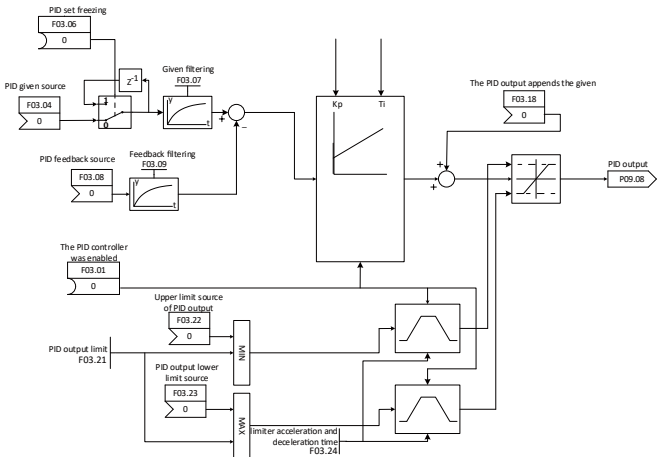 PID set freezing
F03.06
0
PID given source
F03.04
0
Z-1
1
0
Given filtering
F03.07
y
t
+
−
PID feedback source
F03.08
0
Feedback filtering
F03.09
y
t
Kp Ti
The PID output appends the given
F03.18
0
+
+
PID output
P09.08
The PID controller
was enabled
F03.01
0
Upper limit source
of PID output
F03.22
0
MIN
PID output limit
F03.21
PID output lower
limit source
F03.23
0
MAX
limiter acceleration and
deceleration time
F03.24